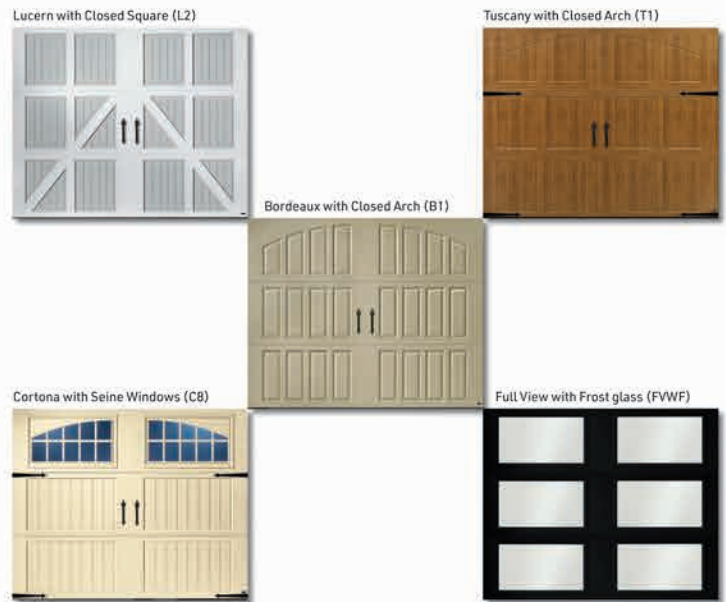 Lucern with Closed Square (L2)
Tuscany with Closed Arch (T1)
Bordeaux with Closed Arch (B1)
Cortona with Seine Windows (C8)
Full View with Frost glass (FVWF)